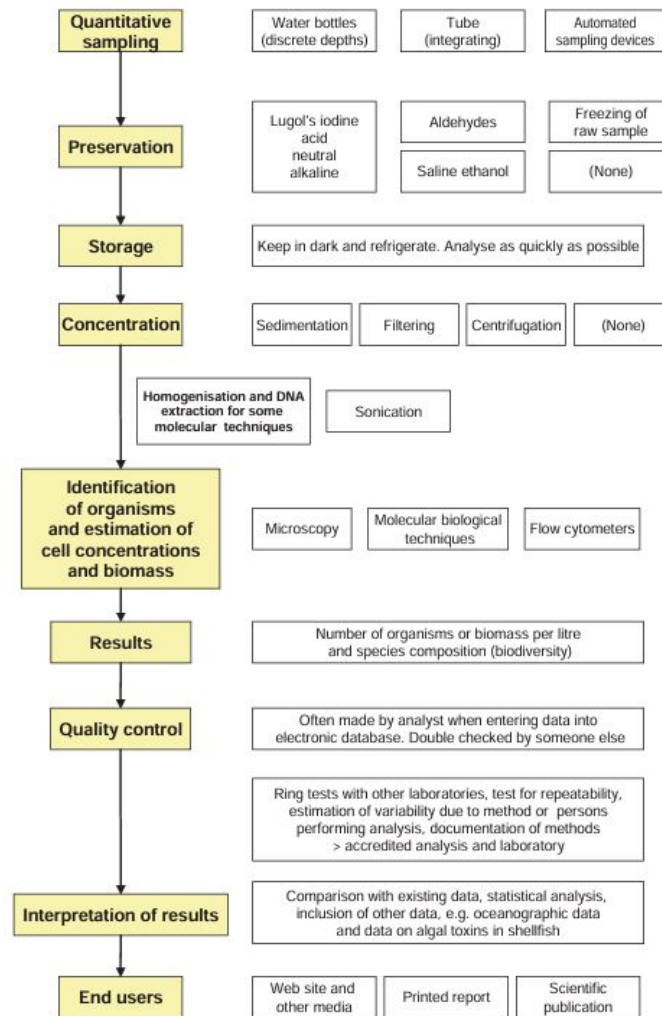 Quantitative
sampling
Water bottles
(discrete depths)
Tube
(integrating)
Automated
sampling devices
Preservation
Lugol's iodine
acid
neutral
alkaline
Aldehydes
Freezing of
raw sample
Saline ethanol
(None)
Storage
Keep in dark and refrigerate. Analyse as quickly as possible
Concentration
Sedimentation
Filtering
Centrifugation
(None)
Homogenisation and DNA
extraction for some
molecular techniques
Sonication
Identification
of organisms
and estimation of
cell concentrations
and biomass
Microscopy
Molecular biological
techniques
Flow cytometers
Results
Number of organisms or biomass per litre
and species composition (biodiversity)
Quality control
Often made by analyst when entering data into
electronic database. Double checked by someone else
Ring tests with other laboratories, test for repeatability,
estimation of variability due to method or persons
performing analysis, documentation of methods
> accredited analysis and laboratory
Interpretation of results
Comparison with existing data, statistical analysis,
inclusion of other data, e.g. oceanographic data
and data on algal toxins in shellfish
End users
Web site and
other media
Printed report
Scientific
publication